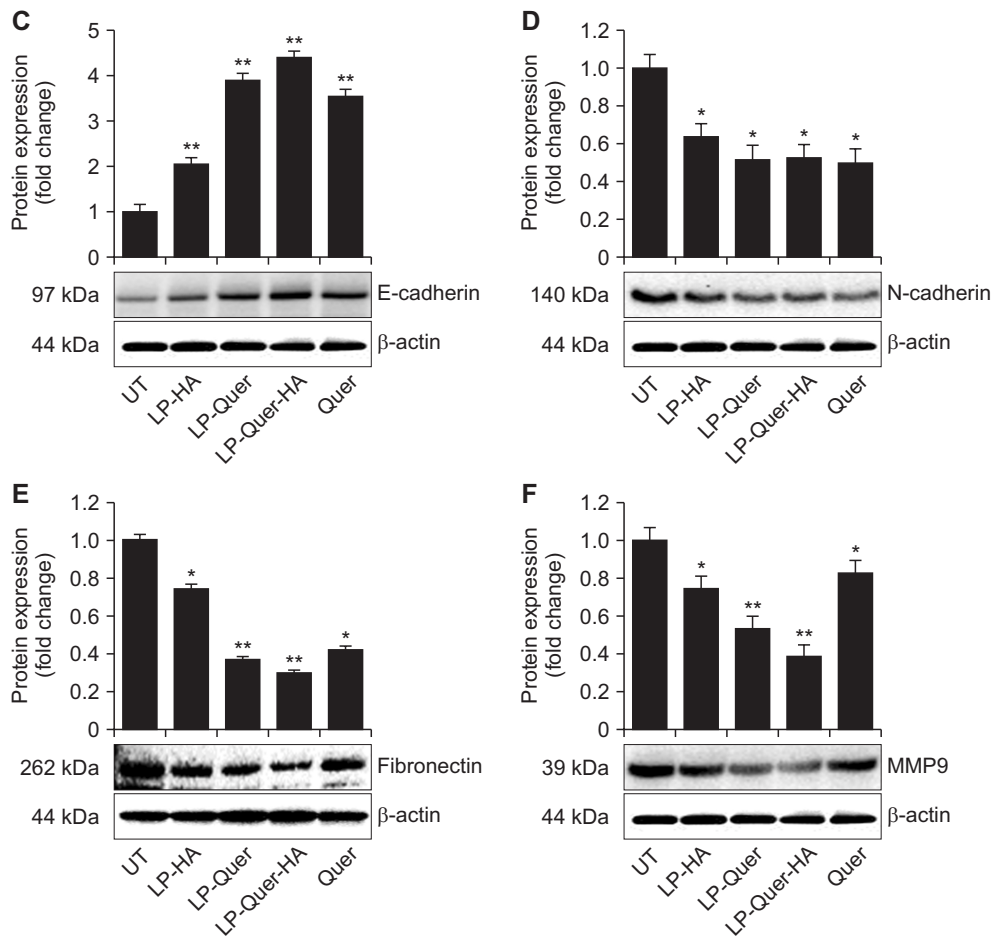 C
Protein expression
(fold change)
5
4
3
2
1
0
**
**
**
**
97 kDa
E-cadherin
44 kDa
β-actin
UT
LP-HA
LP-Quer
LP-Quer-HA
Quer
D
Protein expression
(fold change)
1.2
1.0
0.8
0.6
0.4
0.2
0
*
*
*
*
140 kDa
N-cadherin
44 kDa
β-actin
UT
LP-HA
LP-Quer
LP-Quer-HA
Quer
E
Protein expression
(fold change)
1.2
1.0
0.8
0.6
0.4
0.2
0
*
**
**
*
262 kDa
Fibronectin
44 kDa
β-actin
UT
LP-HA
LP-Quer
LP-Quer-HA
Quer
F
Protein expression
(fold change)
1.2
1.0
0.8
0.6
0.4
0.2
0
*
**
**
*
39 kDa
MMP9
44 kDa
β-actin
UT
LP-HA
LP-Quer
LP-Quer-HA
Quer